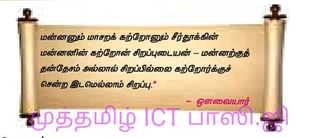 மன்னனும் மாசறக் கற்றோனும் சீர்தூக்கின்
மன்னனின் கற்றோன் சிறப்புடையன் – மன்னற்குத்
தன்தேசம் அல்லால் சிறப்பில்லை கற்றோர்க்குச்
சென்ற இடமெல்லாம் சிறப்பு.*
– ஔவையார்
முத்தமிழ் ICT பாஸ்